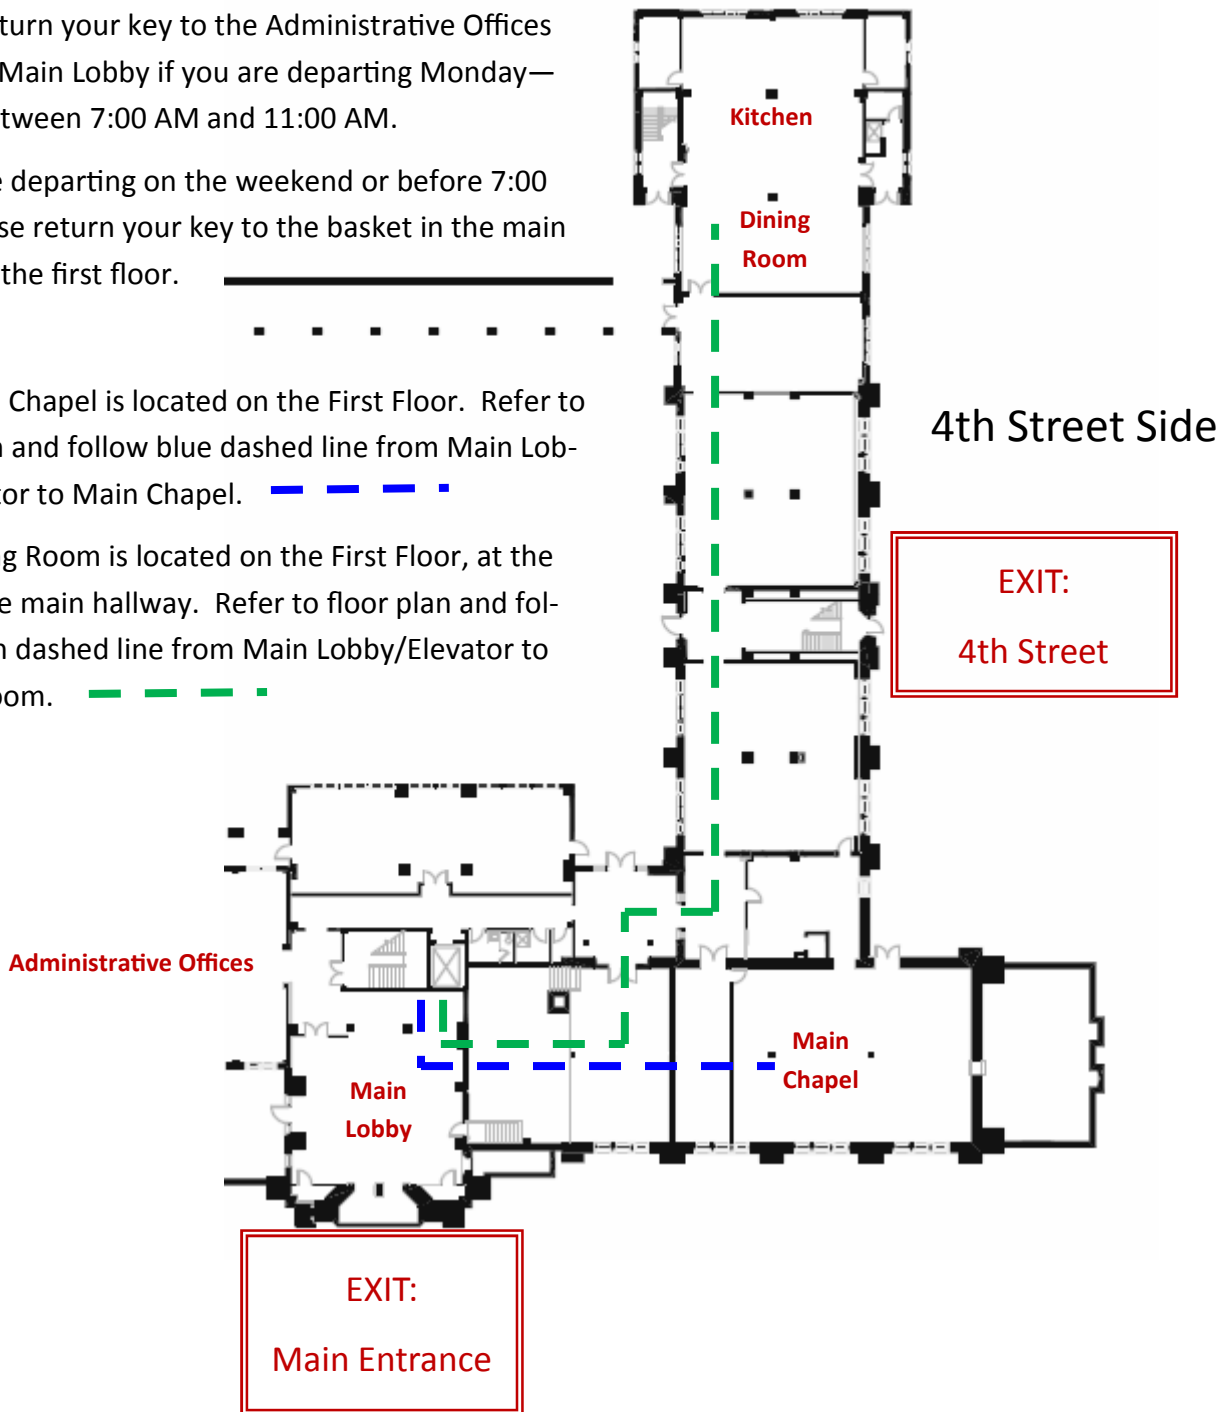 turn your key to the Administrative Offices
Main Lobby if you are departing Monday—
tween 7:00 AM and 11:00 AM.
e departing on the weekend or before 7:00
se return your key to the basket in the main
the first floor.
Chapel is located on the First Floor. Refer to
n and follow blue dashed line from Main Lob-
tor to Main Chapel.
ng Room is located on the First Floor, at the
e main hallway. Refer to floor plan and fol-
n dashed line from Main Lobby/Elevator to
oom.
Kitchen
Dining
Room
4th Street Side
EXIT:
4th Street
Administrative Offices
Main
Chapel
Main
Lobby
EXIT:
Main Entrance